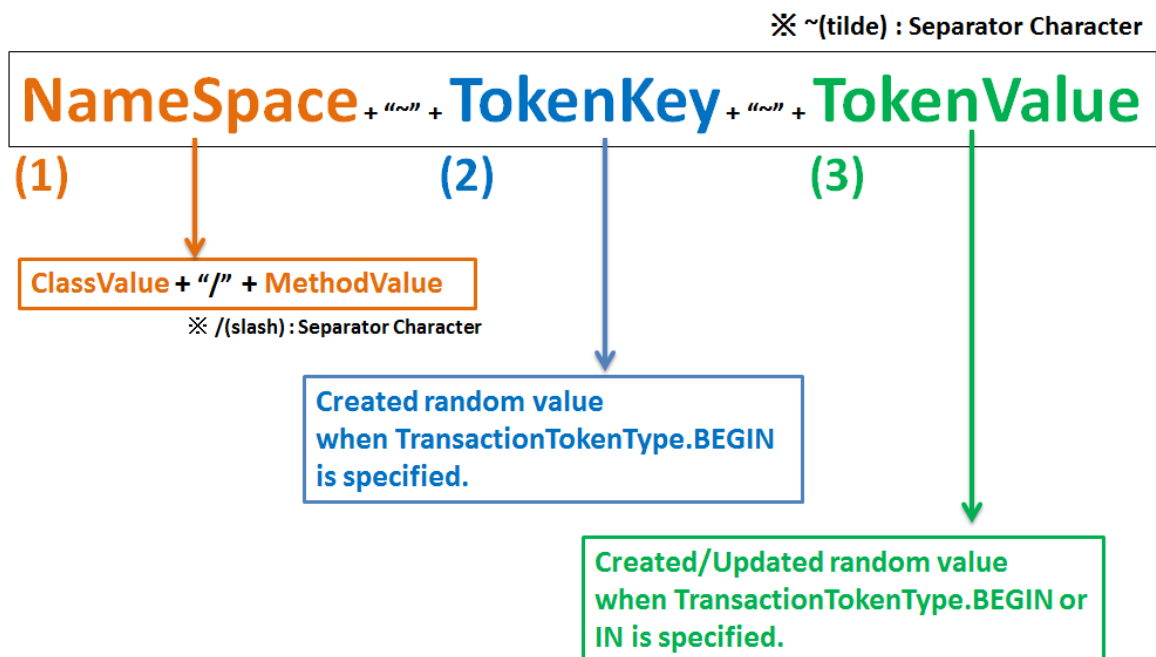 ※ ~(tilde) : Separator Character
NameSpace + “~” + TokenKey + “~” + TokenValue
(1) (2) (3)
ClassValue + “/” + MethodValue
※ /(slash) : Separator Character
Created random value
when TransactionTokenType.BEGIN
is specified.
Created/Updated random value
when TransactionTokenType.BEGIN or
IN is specified.